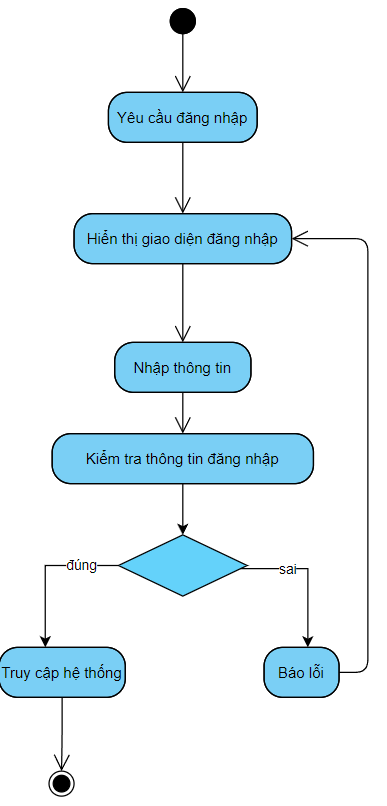 Yêu cầu đăng nhập
Hiển thị giao diện đăng nhập
Nhập thông tin
Kiểm tra thông tin đăng nhập
đúng
sai
Truy cập hệ thống
Báo lỗi